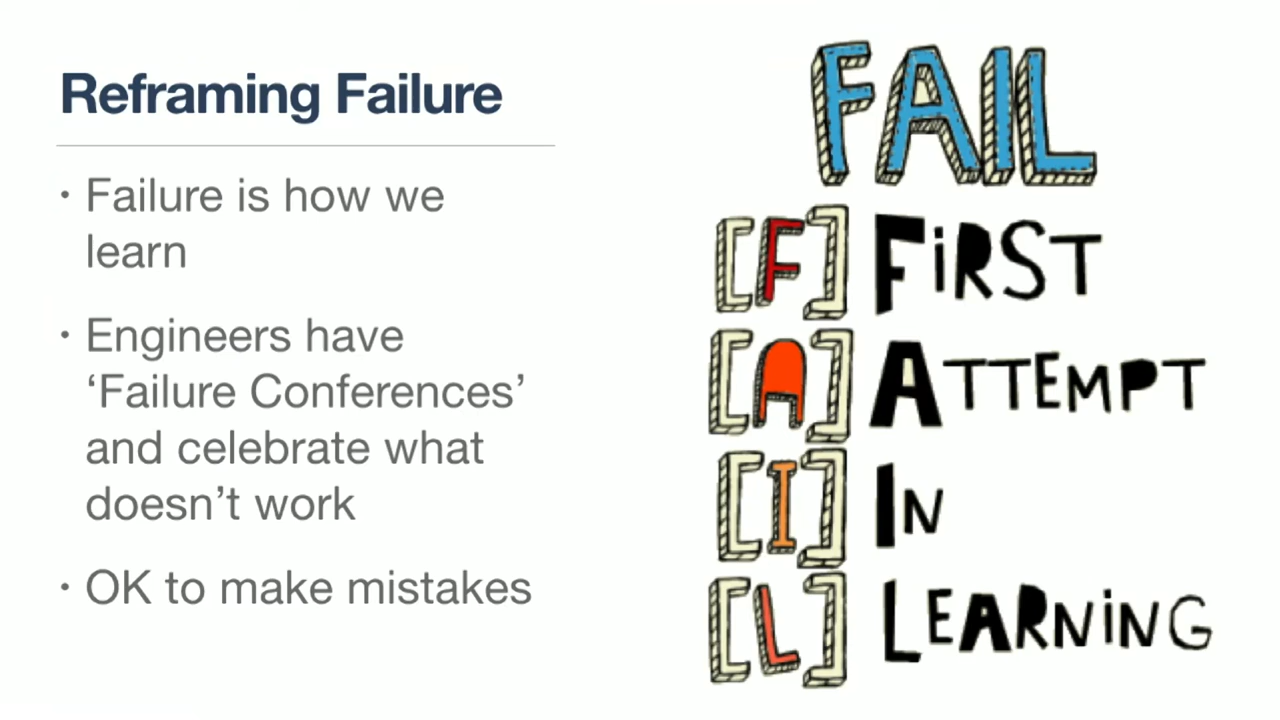 Reframing Failure
• Failure is how we
learn
• Engineers have
‘Failure Conferences’
and celebrate what
doesn’t work
• OK to make mistakes
FAIL
[F] FiRST
[A] ATTEMPT
[I] IN
[L] LEARNiNG